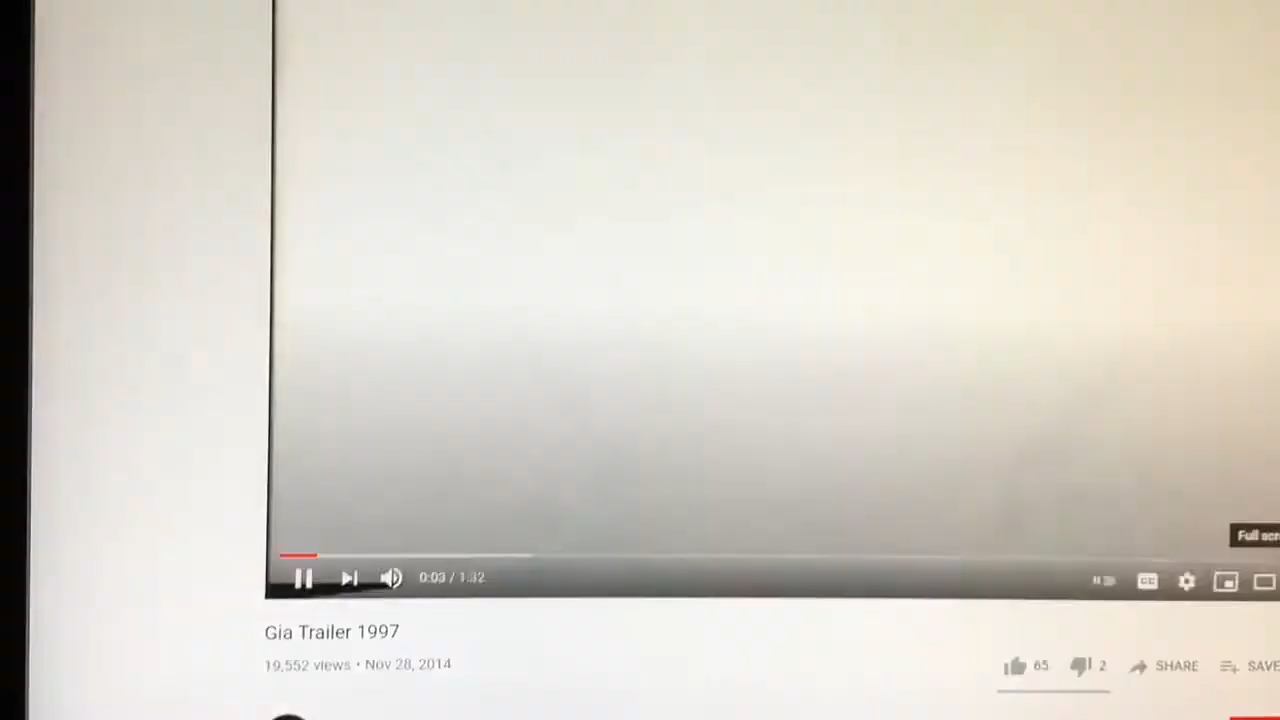 Full scr
0:03 / 1:32
CC
Gia Trailer 1997
19,552 views • Nov 28, 2014
65 2 SHARE SAVE